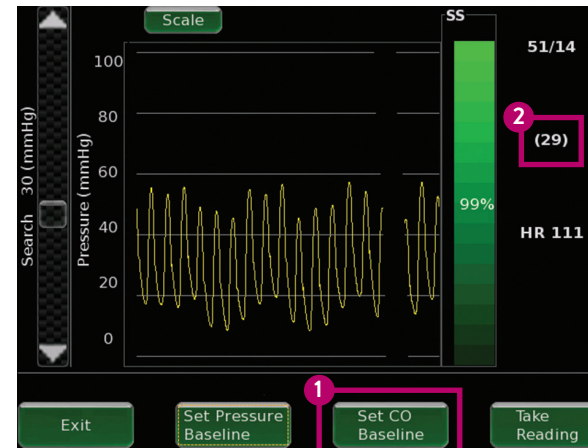 Scale
SS
51/14
100
80
60
40
20
0
Search 30 (mmHg)
Pressure (mmHg)
2
(29)
99%
HR 111
1
Exit
Set Pressure
Baseline
Set CO
Baseline
Take
Reading